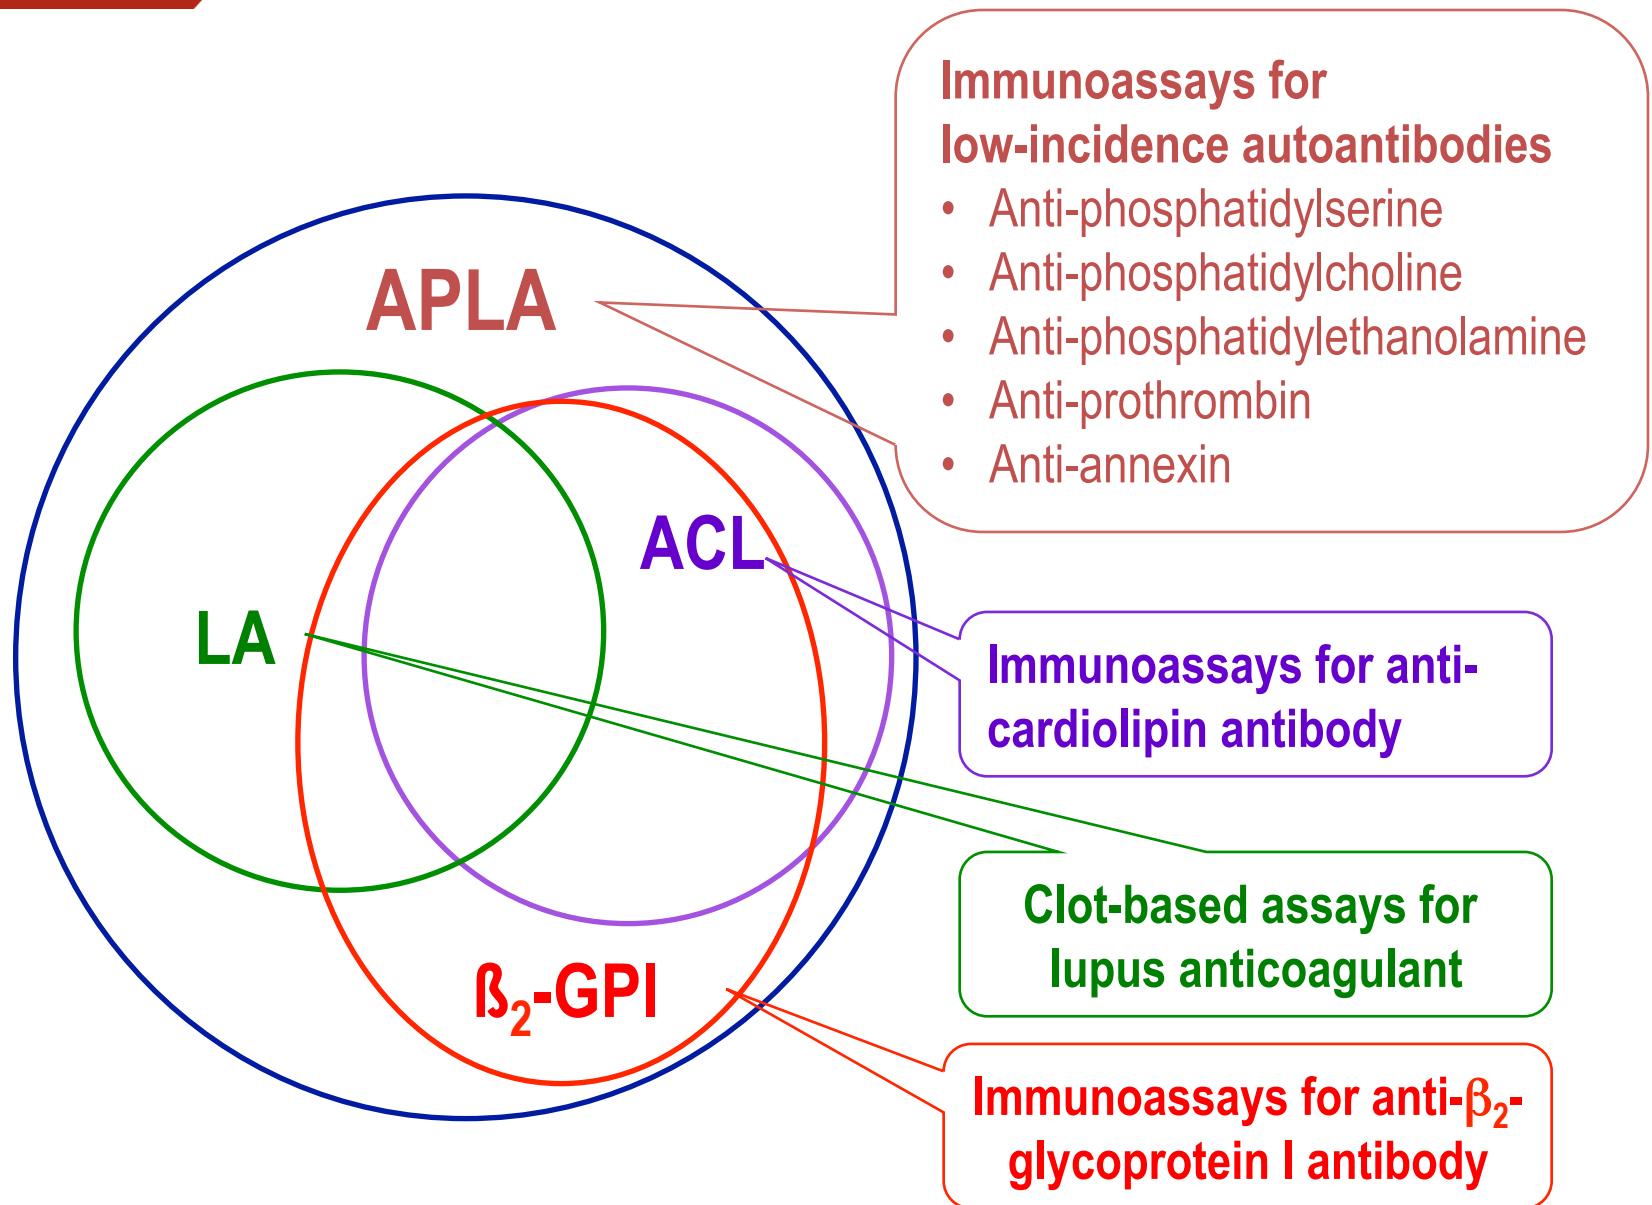 Immunoassays for
low-incidence autoantibodies
• Anti-phosphatidylserine
• Anti-phosphatidylcholine
• Anti-phosphatidylethanolamine
• Anti-prothrombin
• Anti-annexin
APLA
ACL
LA
ß₂-GPI
Immunoassays for anti-
cardiolipin antibody
Clot-based assays for
lupus anticoagulant
Immunoassays for anti-β₂-
glycoprotein I antibody